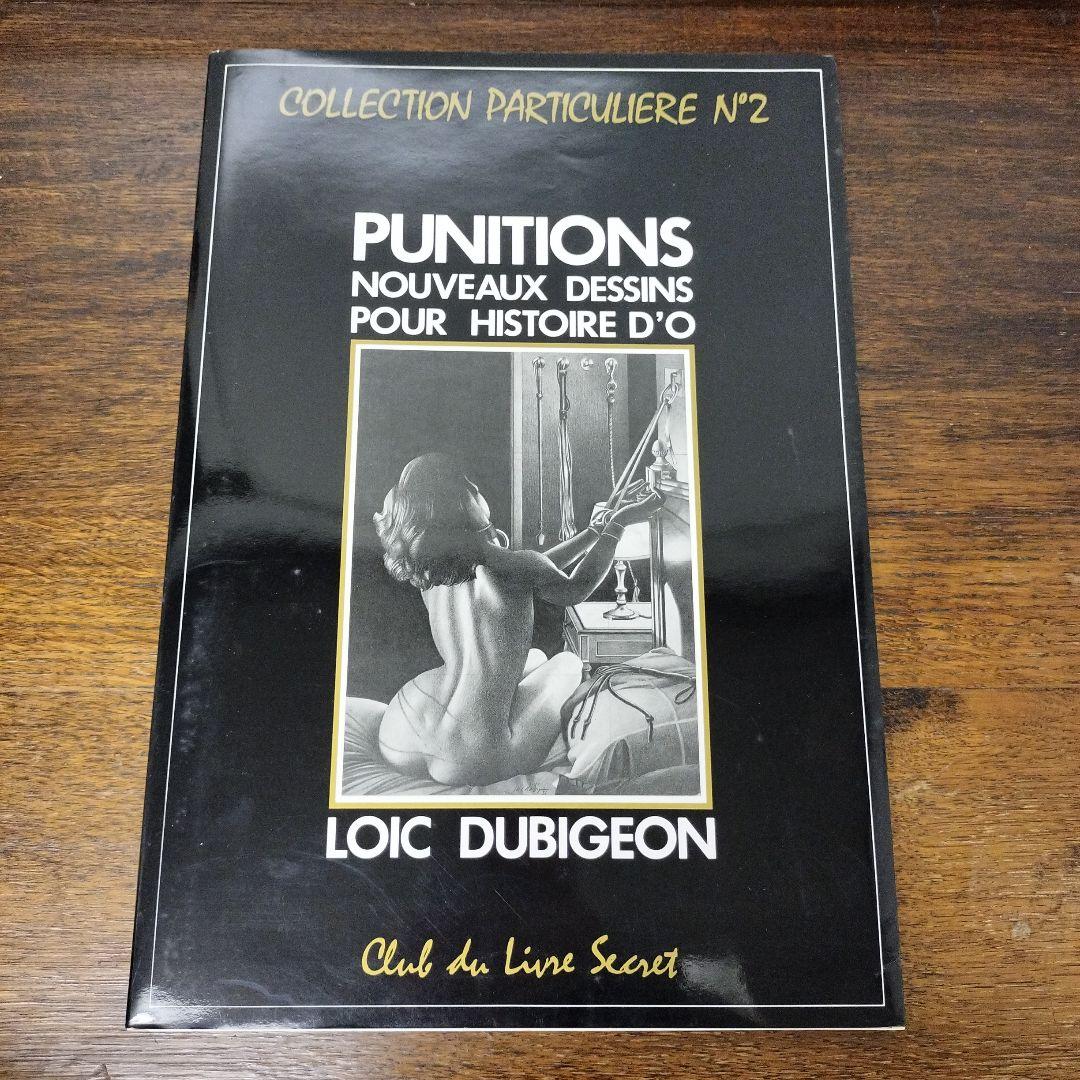 COLLECTION PARTICULIERE N°2
PUNITIONS
NOUVEAUX DESSINS
POUR HISTOIRE D'O
LOIC DUBIGEON
Club du Livre Secret